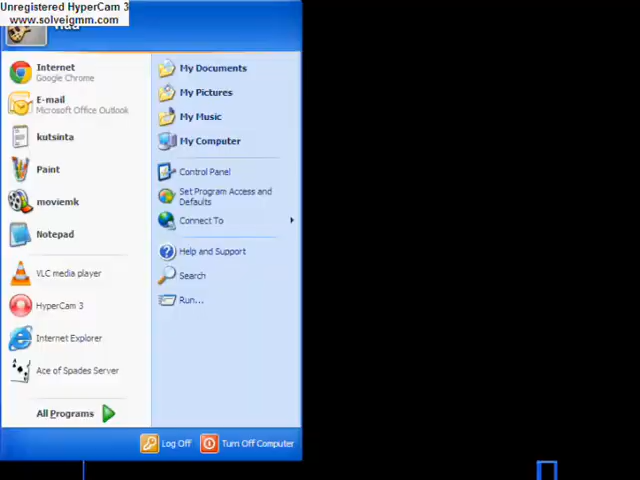 Unregistered HyperCam 3
www.solveigmm.com
Internet
Google Chrome
E-mail
Microsoft Office Outlook
kutsinta
Paint
moviemk
Notepad
VLC media player
HyperCam 3
Internet Explorer
Ace of Spades Server
All Programs
My Documents
My Pictures
My Music
My Computer
Control Panel
Set Program Access and
Defaults
Connect To
Help and Support
Search
Run...
Log Off
Turn Off Computer